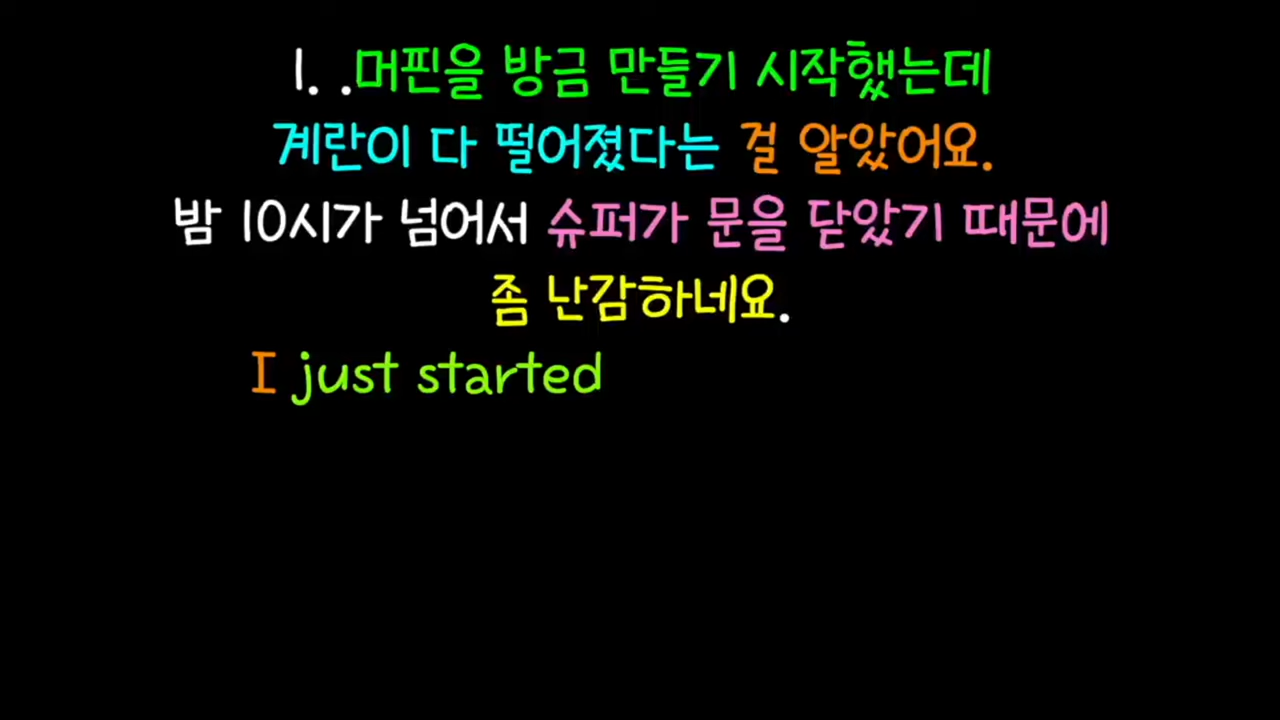 1. .머핀을 방금 만들기 시작했는데
계란이 다 떨어졌다는 걸 알았어요.
밤 10시가 넘어서 슈퍼가 문을 닫았기 때문에
좀 난감하네요.
I just started